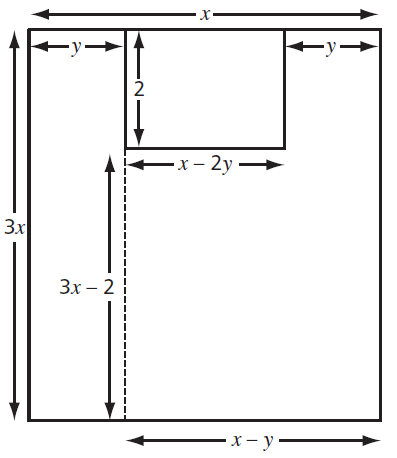 x
y y
2
x – 2y
3x
3x – 2
x – y